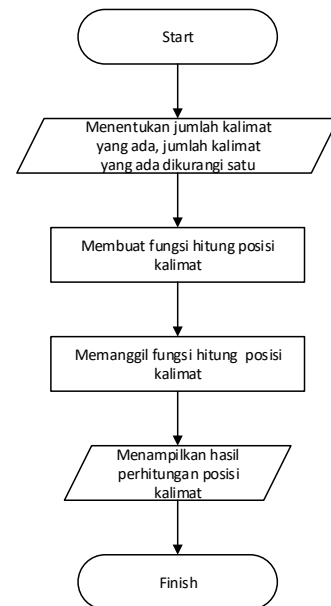 Start
Menentukan jumlah kalimat
yang ada, jumlah kalimat
yang ada dikurangi satu
Membuat fungsi hitung posisi
kalimat
Memanggil fungsi hitung posisi
kalimat
Menampilkan hasil
perhitungan posisi
kalimat
Finish